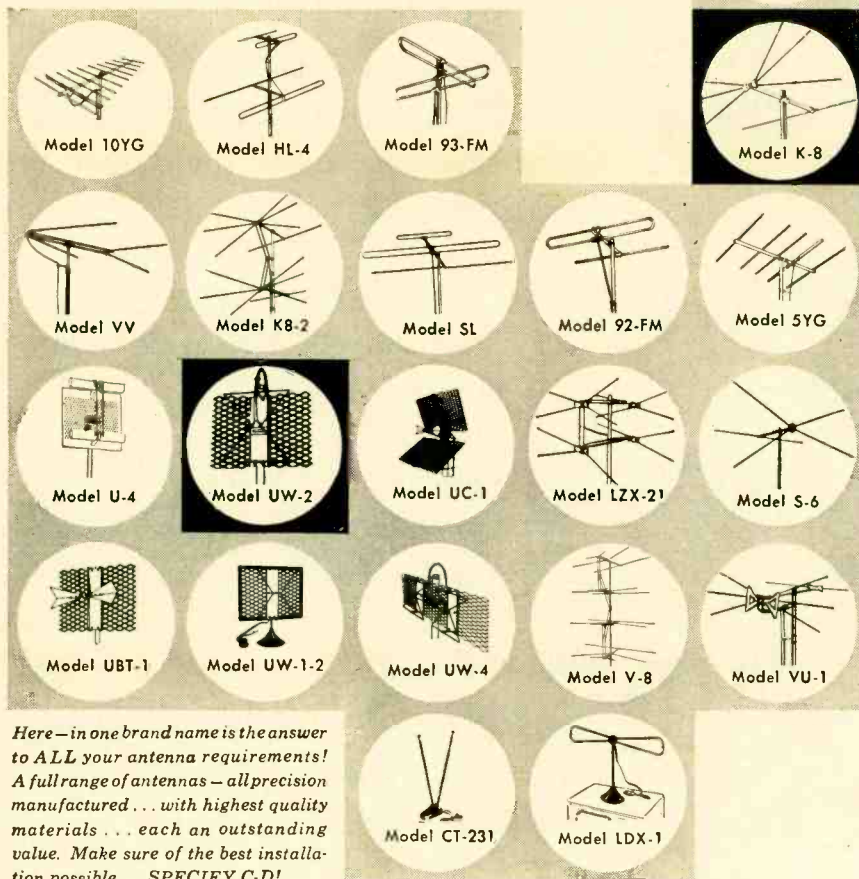 Model 10YG
Model HL-4
Model 93-FM
Model K-8
Model VV
Model K8-2
Model SL
Model 92-FM
Model 5YG
Model U-4
Model UW-2
Model UC-1
Model LZX-21
Model S-6
Model UBT-1
Model UW-1-2
Model UW-4
Model V-8
Model VU-1
Here—in one brand name is the answer
to ALL your antenna requirements!
A full range of antennas — all precision
manufactured . . . with highest quality
materials . . . each an outstanding
value. Make sure of the best installa-
tion possible . . . SPECIFY C-D!
Model CT-231
Model LDX-1